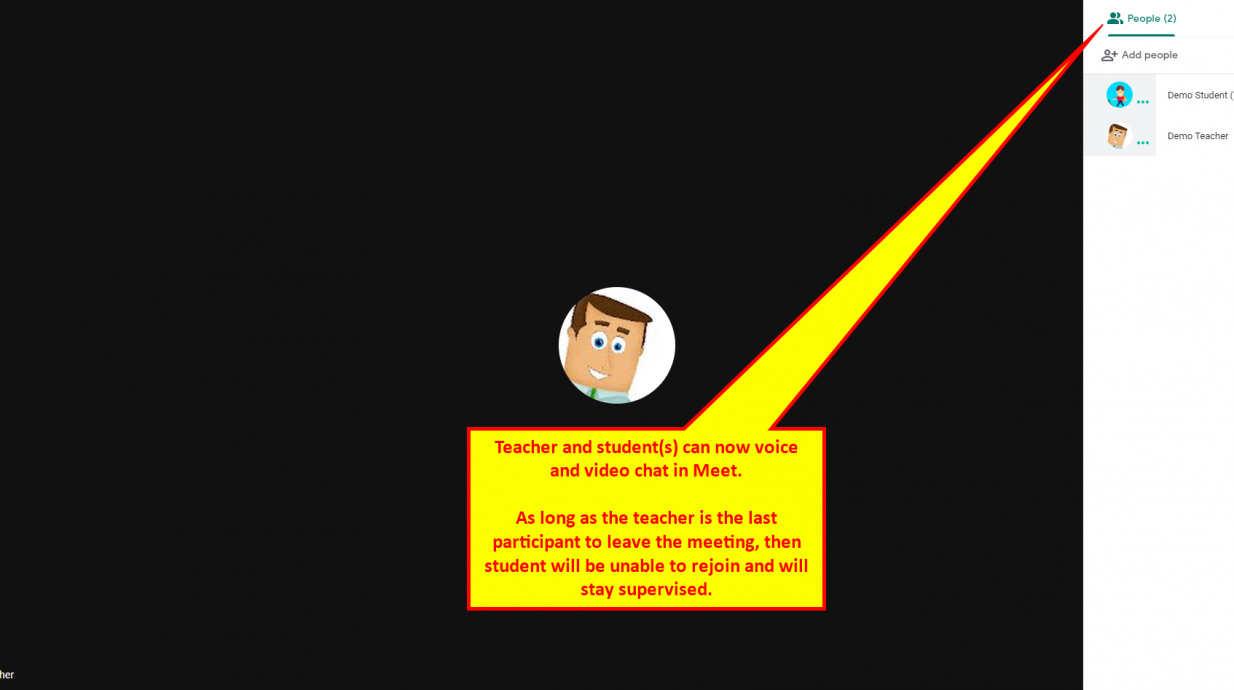 People (2)
Add people
Demo Student (
Demo Teacher
Teacher and student(s) can now voice
and video chat in Meet.
As long as the teacher is the last
participant to leave the meeting, then
student will be unable to rejoin and will
stay supervised.
her